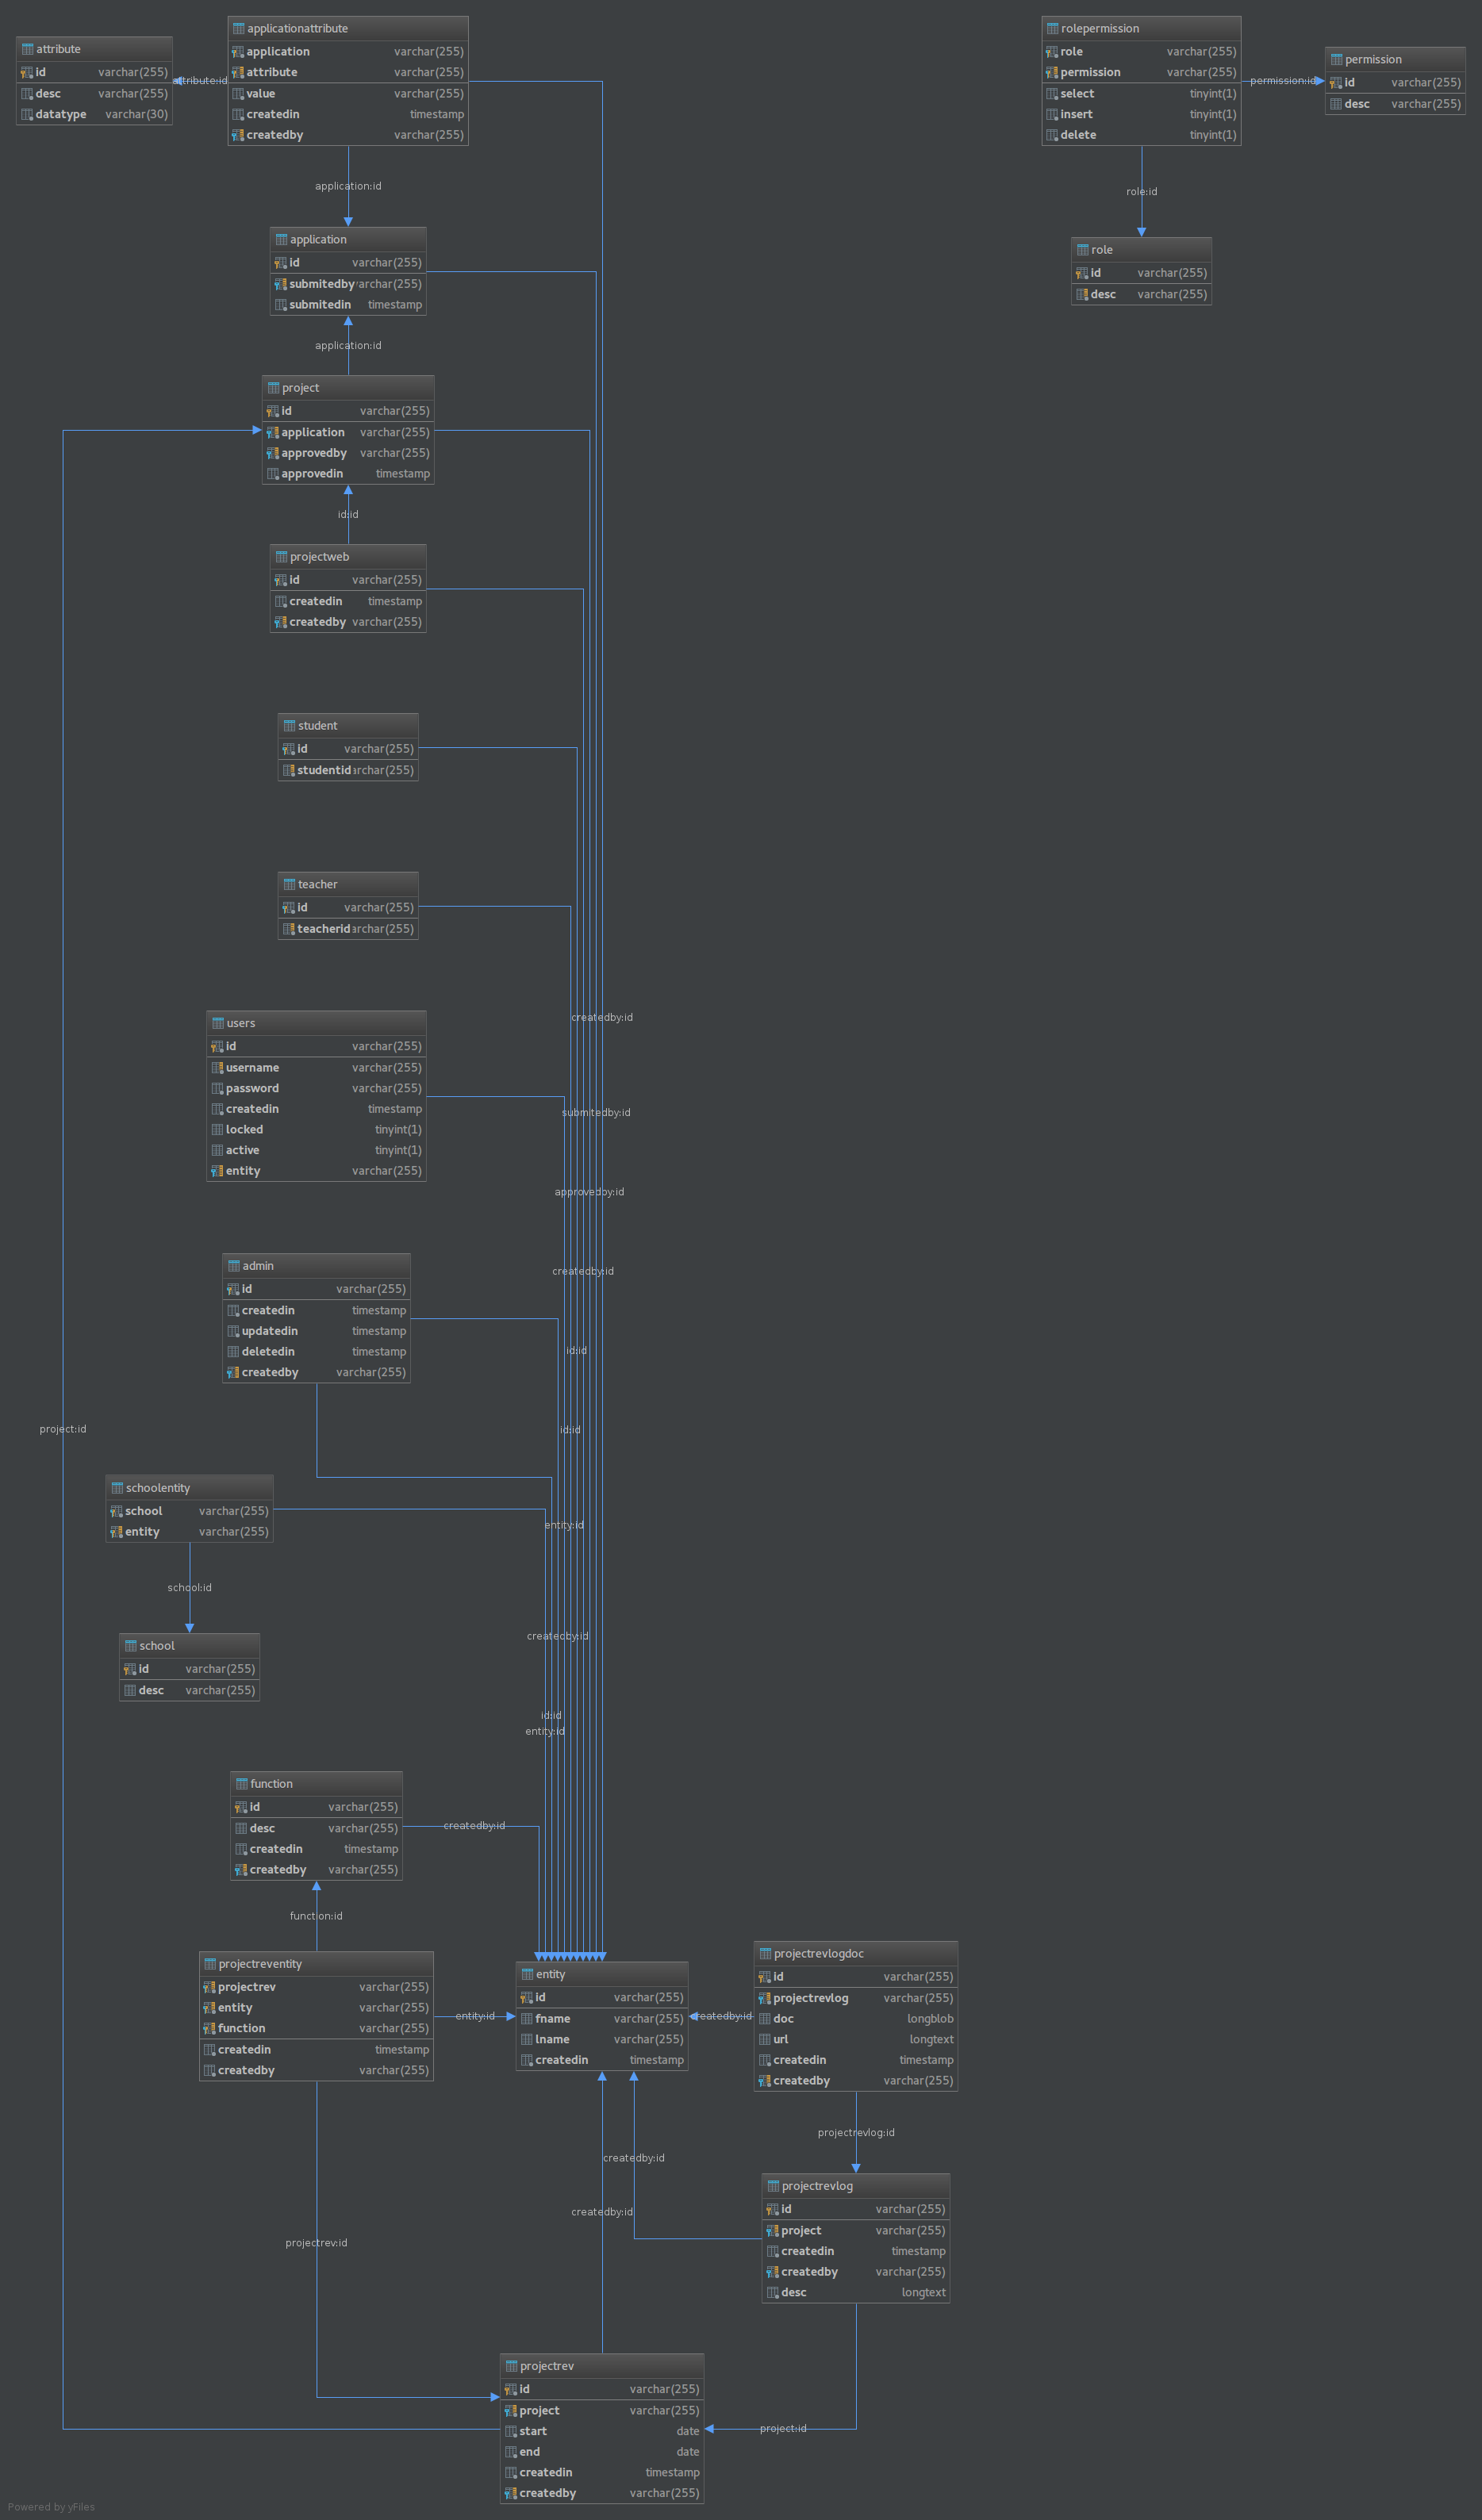 applicationattribute
application varchar(255)
attribute varchar(255)
value varchar(255)
createdin timestamp
createdby varchar(255)
rolepermission
role varchar(255)
permission varchar(255)
select tinyint(1)
insert tinyint(1)
delete tinyint(1)
attribute
id varchar(255)
desc varchar(255)
datatype varchar(30)
attribute:id
permission
id varchar(255)
desc varchar(255)
permission:id
application:id
role:id
application
id varchar(255)
submitedby varchar(255)
submitedin timestamp
role
id varchar(255)
desc varchar(255)
application:id
project
id varchar(255)
application varchar(255)
approvedby varchar(255)
approvedin timestamp
id:id
projectweb
id varchar(255)
createdin timestamp
createdby varchar(255)
student
id varchar(255)
studentid varchar(255)
teacher
id varchar(255)
teacherid varchar(255)
createdby:id
users
id varchar(255)
username varchar(255)
password varchar(255)
createdin timestamp
locked tinyint(1)
active tinyint(1)
entity varchar(255)
submitedby:id
approvedby:id
createdby:id
admin
id varchar(255)
createdin timestamp
updatedin timestamp
deletedin timestamp
createdby varchar(255)
id:id
project:id
id:id
schoolentity
school varchar(255)
entity varchar(255)
entity:id
school:id
createdby:id
school
id varchar(255)
desc varchar(255)
id:id
entity:id
function
id varchar(255)
desc varchar(255)
createdin timestamp
createdby varchar(255)
createdby:id
function:id
projectreventity
projectrev varchar(255)
entity varchar(255)
function varchar(255)
createdin timestamp
createdby varchar(255)
entity:id
entity
id varchar(255)
fname varchar(255)
lname varchar(255)
createdin timestamp
createdby:id
projectrevlogdoc
id varchar(255)
projectrevlog varchar(255)
doc longblob
url longtext
createdin timestamp
createdby varchar(255)
projectrevlog:id
createdby:id
projectrevlog
id varchar(255)
project varchar(255)
createdin timestamp
createdby varchar(255)
desc longtext
createdby:id
projectrev:id
projectrev
id varchar(255)
project varchar(255)
start date
end date
createdin timestamp
createdby varchar(255)
project:id
Powered by yFiles